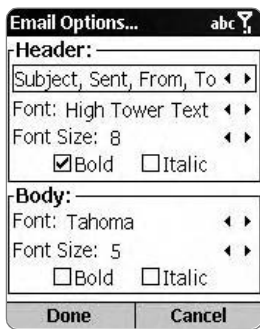 Email Options... abc
Header:
Subject, Sent, From, To
Font: High Tower Text
Font Size: 8
Bold Italic
Body:
Font: Tahoma
Font Size: 5
Bold Italic
Done Cancel